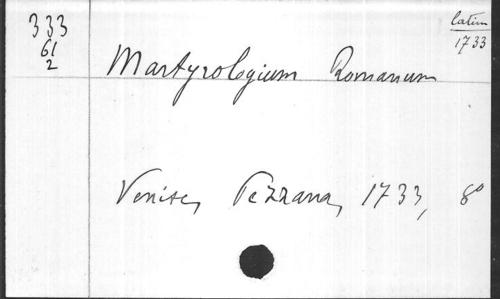 333
61
2
latin
1733
Martyrologium Romanum
Venise, Pezzana, 1733, 8°